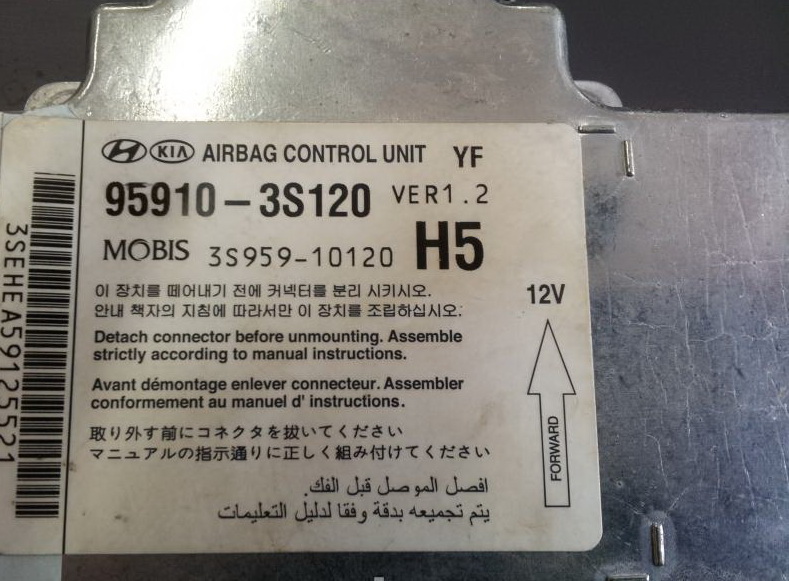 KIA AIRBAG CONTROL UNIT YF
95910-3S120 VER1.2
MOBIS 3S959-10120 H5
이 장치를 떼어내기 전에 커넥터를 분리 시키시오.
안내 책자의 지침에 따라서만 이 장치를 조립하십시오.
12V
Detach connector before unmounting. Assemble
strictly according to manual instructions.
Avant démontage enlever connecteur. Assembler
conformement au manuel d' instructions.
取り外す前にコネクタを抜いてください
マニュアルの指示通りに正しく組み付けてください
افصل الموصل قبل الفك.
يتم تجميعه بدقة وفقا لدليل التعليمات
FORWARD
3SEHEA59125521